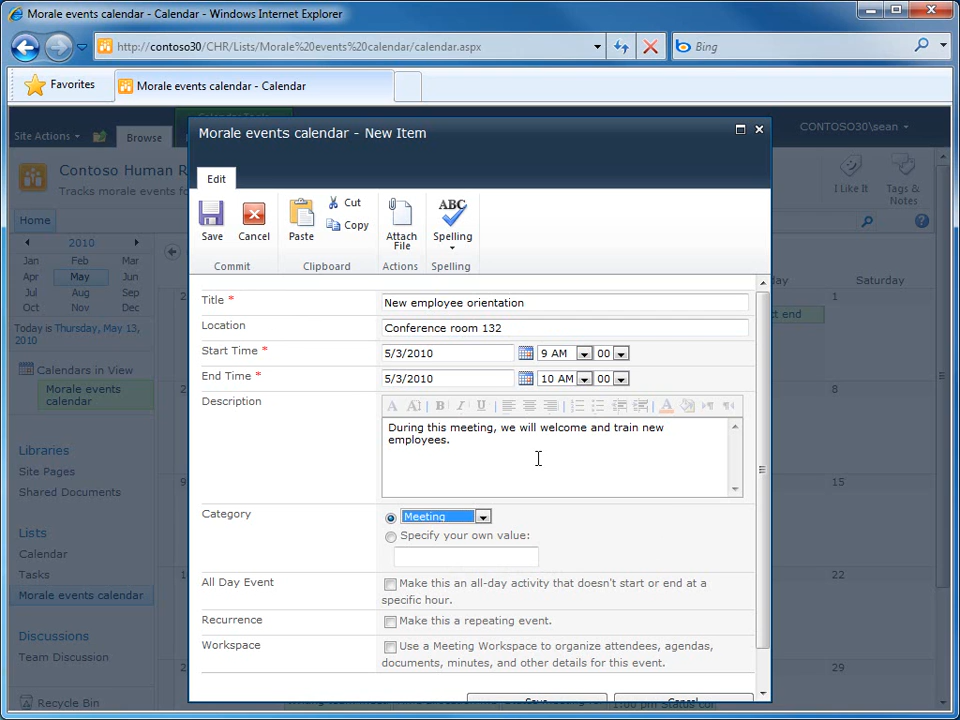 Morale events calendar - Calendar - Windows Internet Explorer
http://contoso30/CHR/Lists/Morale%20events%20calendar/calendar.aspx
Bing
Favorites
Morale events calendar - Calendar
Site Actions
Browse
CONTOSO30\sean
Morale events calendar - New Item
Contoso Human R
Tracks morale events fo
I Like It
Tags &
Notes
Edit
Save
Cancel
Paste
Cut
Copy
Attach
File
ABC
Spelling
Commit
Clipboard
Actions
Spelling
Home
2010
Jan Feb Mar
Apr May Jun
Jul Aug Sep
Oct Nov Dec
Today is Thursday, May 13,
2010
Calendars in View
Morale events
calendar
Libraries
Site Pages
Shared Documents
Lists
Calendar
Tasks
Morale events calendar
Discussions
Team Discussion
Recycle Bin
Title *
New employee orientation
Location
Conference room 132
Start Time *
5/3/2010
9 AM
00
End Time *
5/3/2010
10 AM
00
Description
B I U
During this meeting, we will welcome and train new
employees.
Category
Meeting
Specify your own value:
All Day Event
Make this an all-day activity that doesn't start or end at a
specific hour.
Recurrence
Make this a repeating event.
Workspace
Use a Meeting Workspace to organize attendees, agendas,
documents, minutes, and other details for this event.
Save
Cancel
Saturday
1
end
8
15
22
29